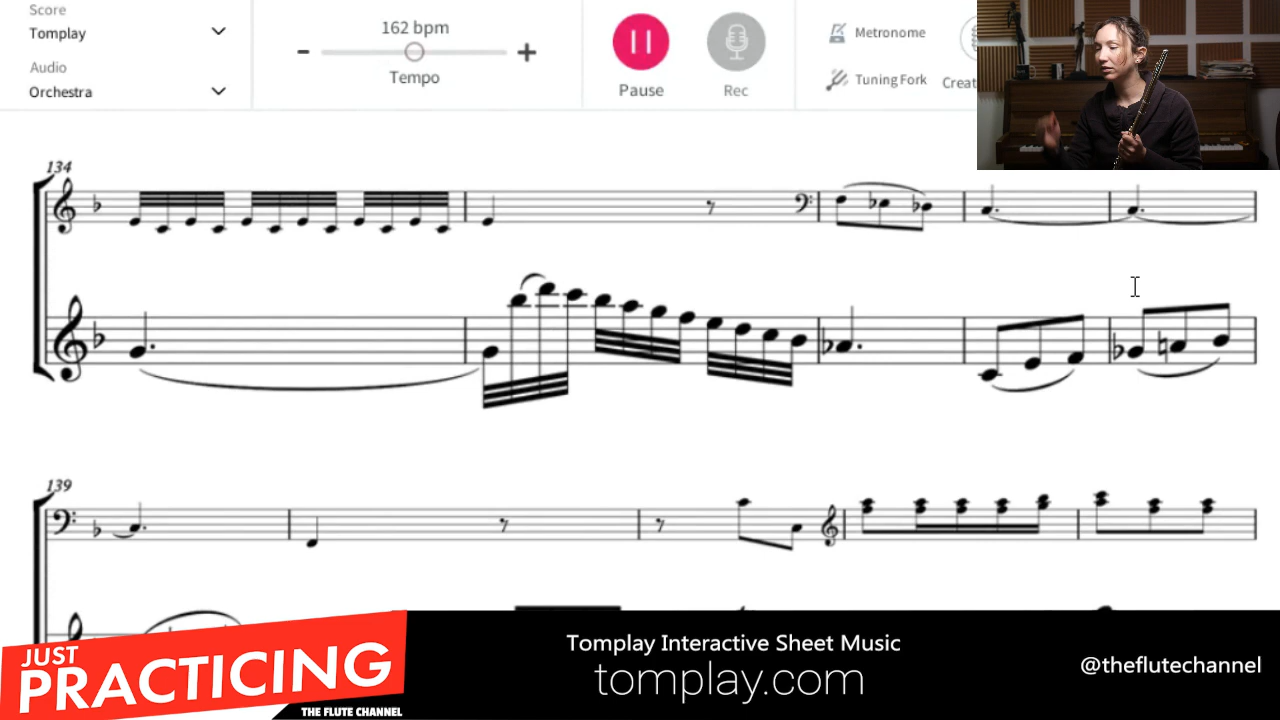 Score
Tomplay
Audio
Orchestra
162 bpm
- +
Tempo
Pause
Rec
Metronome
Tuning Fork
Creat
134
139
JUST
PRACTICING
THE FLUTE CHANNEL
Tomplay Interactive Sheet Music
tomplay.com
@theflutechannel